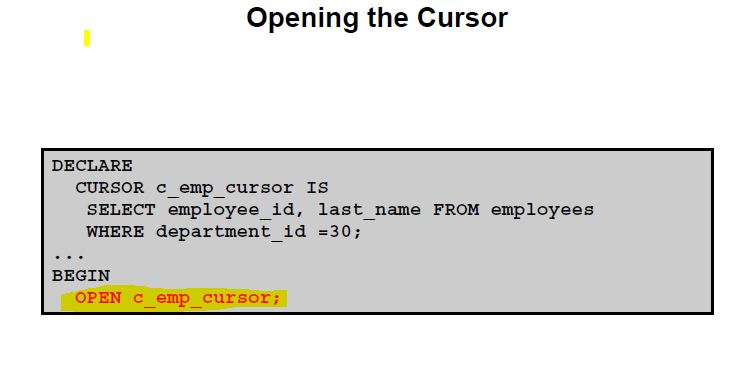 Opening the Cursor
DECLARE
CURSOR c_emp_cursor IS
SELECT employee_id, last_name FROM employees
WHERE department_id =30;
...
BEGIN
OPEN c_emp_cursor;